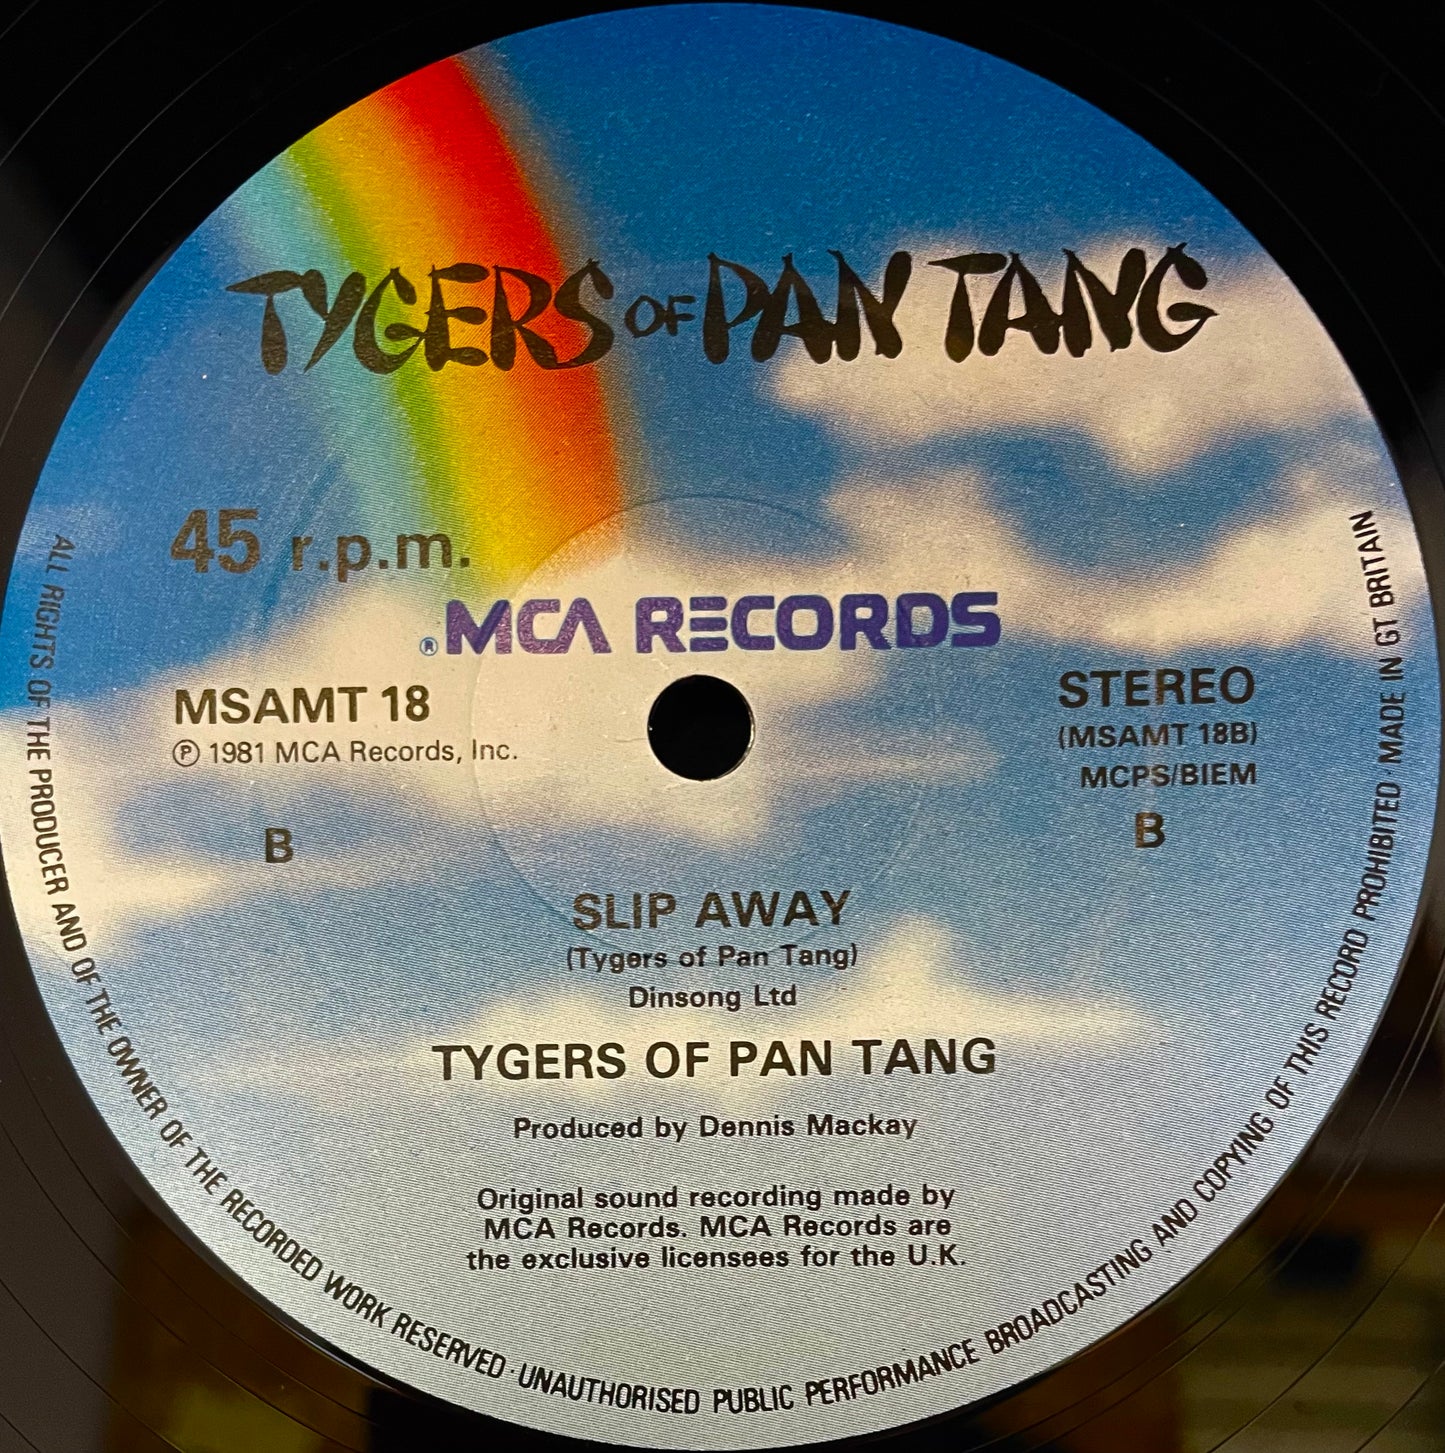 TYGERS OF PAN TANG
45 r.p.m.
® MCA RECORDS
MSAMT 18
℗ 1981 MCA Records, Inc.
STEREO
(MSAMT 18B)
MCPS/BIEM
B
B
SLIP AWAY
(Tygers of Pan Tang)
Dinsong Ltd
TYGERS OF PAN TANG
Produced by Dennis Mackay
Original sound recording made by
MCA Records. MCA Records are
the exclusive licensees for the U.K.
ALL RIGHTS OF THE PRODUCER AND OF THE OWNER OF THE RECORDED WORK RESERVED · UNAUTHORISED PUBLIC PERFORMANCE BROADCASTING AND COPYING OF THIS RECORD PROHIBITED · MADE IN GT BRITAIN